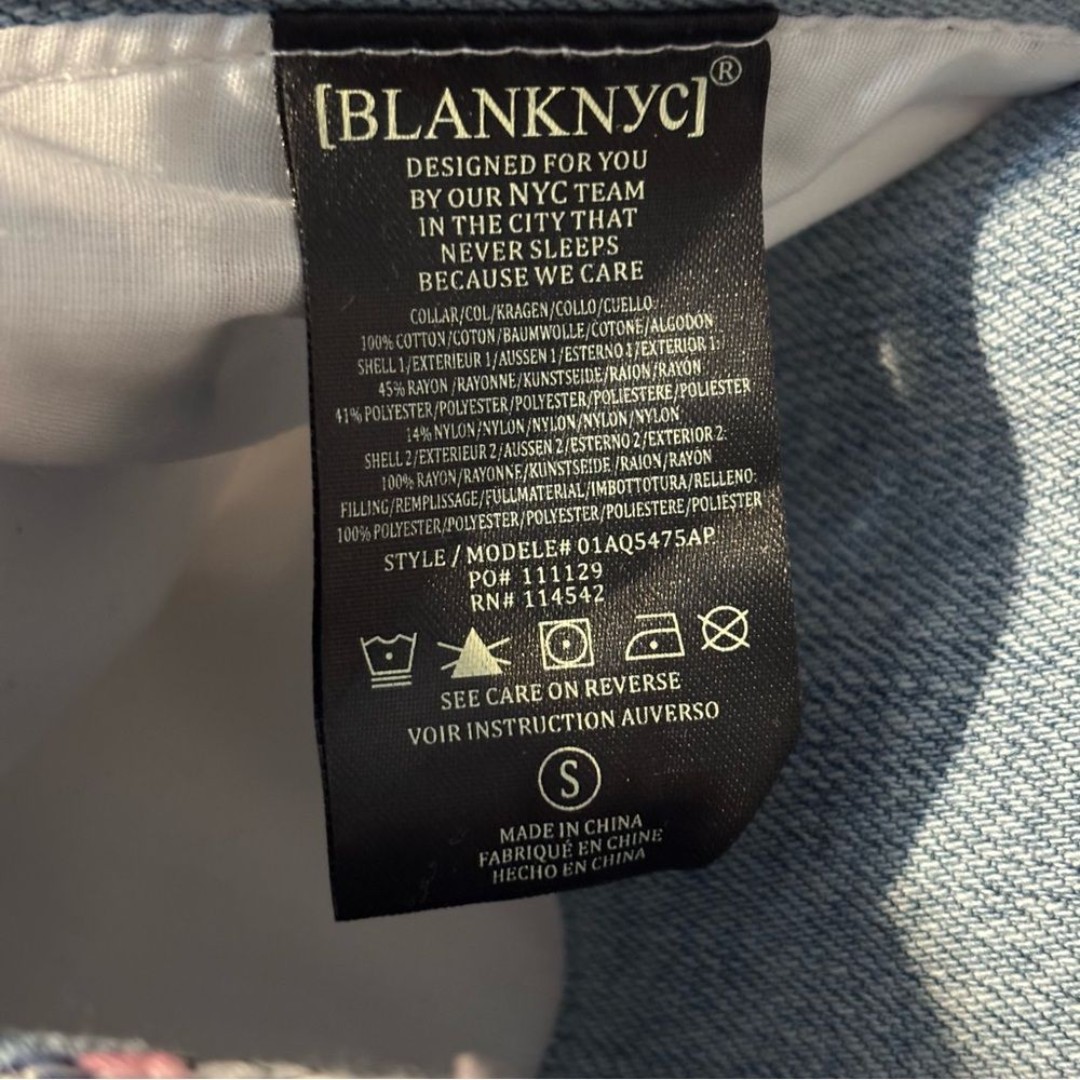 [BLANKNYC]®
DESIGNED FOR YOU
BY OUR NYC TEAM
IN THE CITY THAT
NEVER SLEEPS
BECAUSE WE CARE
COLLAR/COL/KRAGEN/COLLO/CUELLO:
100% COTTON/COTON/BAUMWOLLE/COTONE/ALGODON
SHELL 1/EXTERIEUR 1/AUSSEN 1/ESTERNO 1/EXTERIOR 1:
45% RAYON /RAYONNE/KUNSTSEIDE/RAION/RAYON
41% POLYESTER/POLYESTER/POLYESTER/POLIESTERE/POLIESTER
14% NYLON/NYLON/NYLON/NYLON/NYLON
SHELL 2/EXTERIEUR 2/AUSSEN 2/ESTERNO 2/EXTERIOR 2:
100% RAYON/RAYONNE/KUNSTSEIDE /RAION/RAYON
FILLING/REMPLISSAGE/FULLMATERIAL/IMBOTTOTURA/RELLENO:
100% POLYESTER/POLYESTER/POLYESTER/POLIESTERE/POLIESTER
STYLE / MODELE# 01AQ5475AP
PO# 111129
RN# 114542
SEE CARE ON REVERSE
VOIR INSTRUCTION AUVERSO
S
MADE IN CHINA
FABRIQUÉ EN CHINE
HECHO EN CHINA